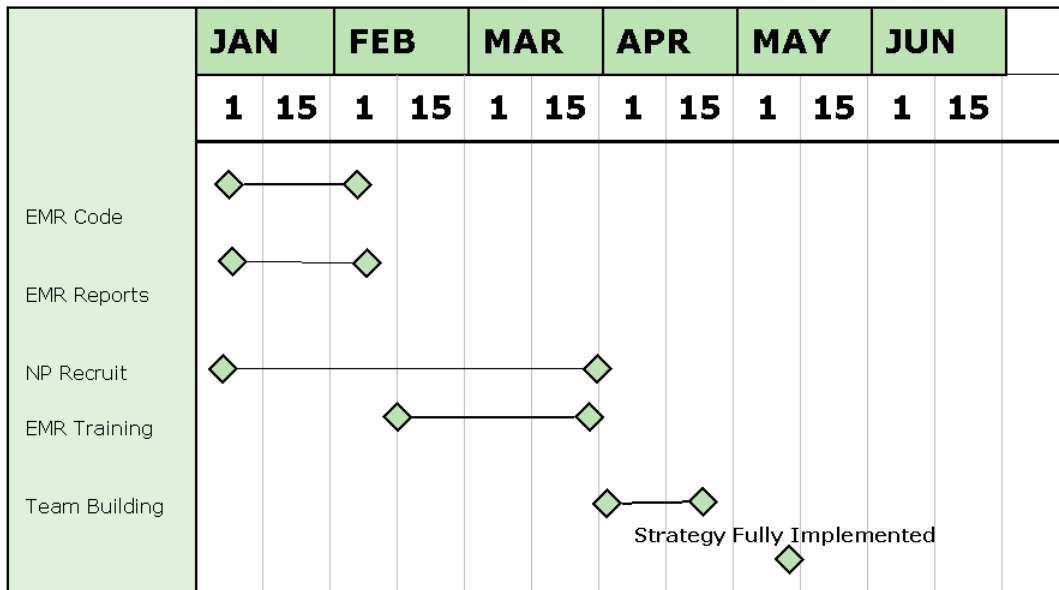 JAN FEB MAR APR MAY JUN
1 15 1 15 1 15 1 15 1 15 1 15
EMR Code
EMR Reports
NP Recruit
EMR Training
Team Building
Strategy Fully Implemented